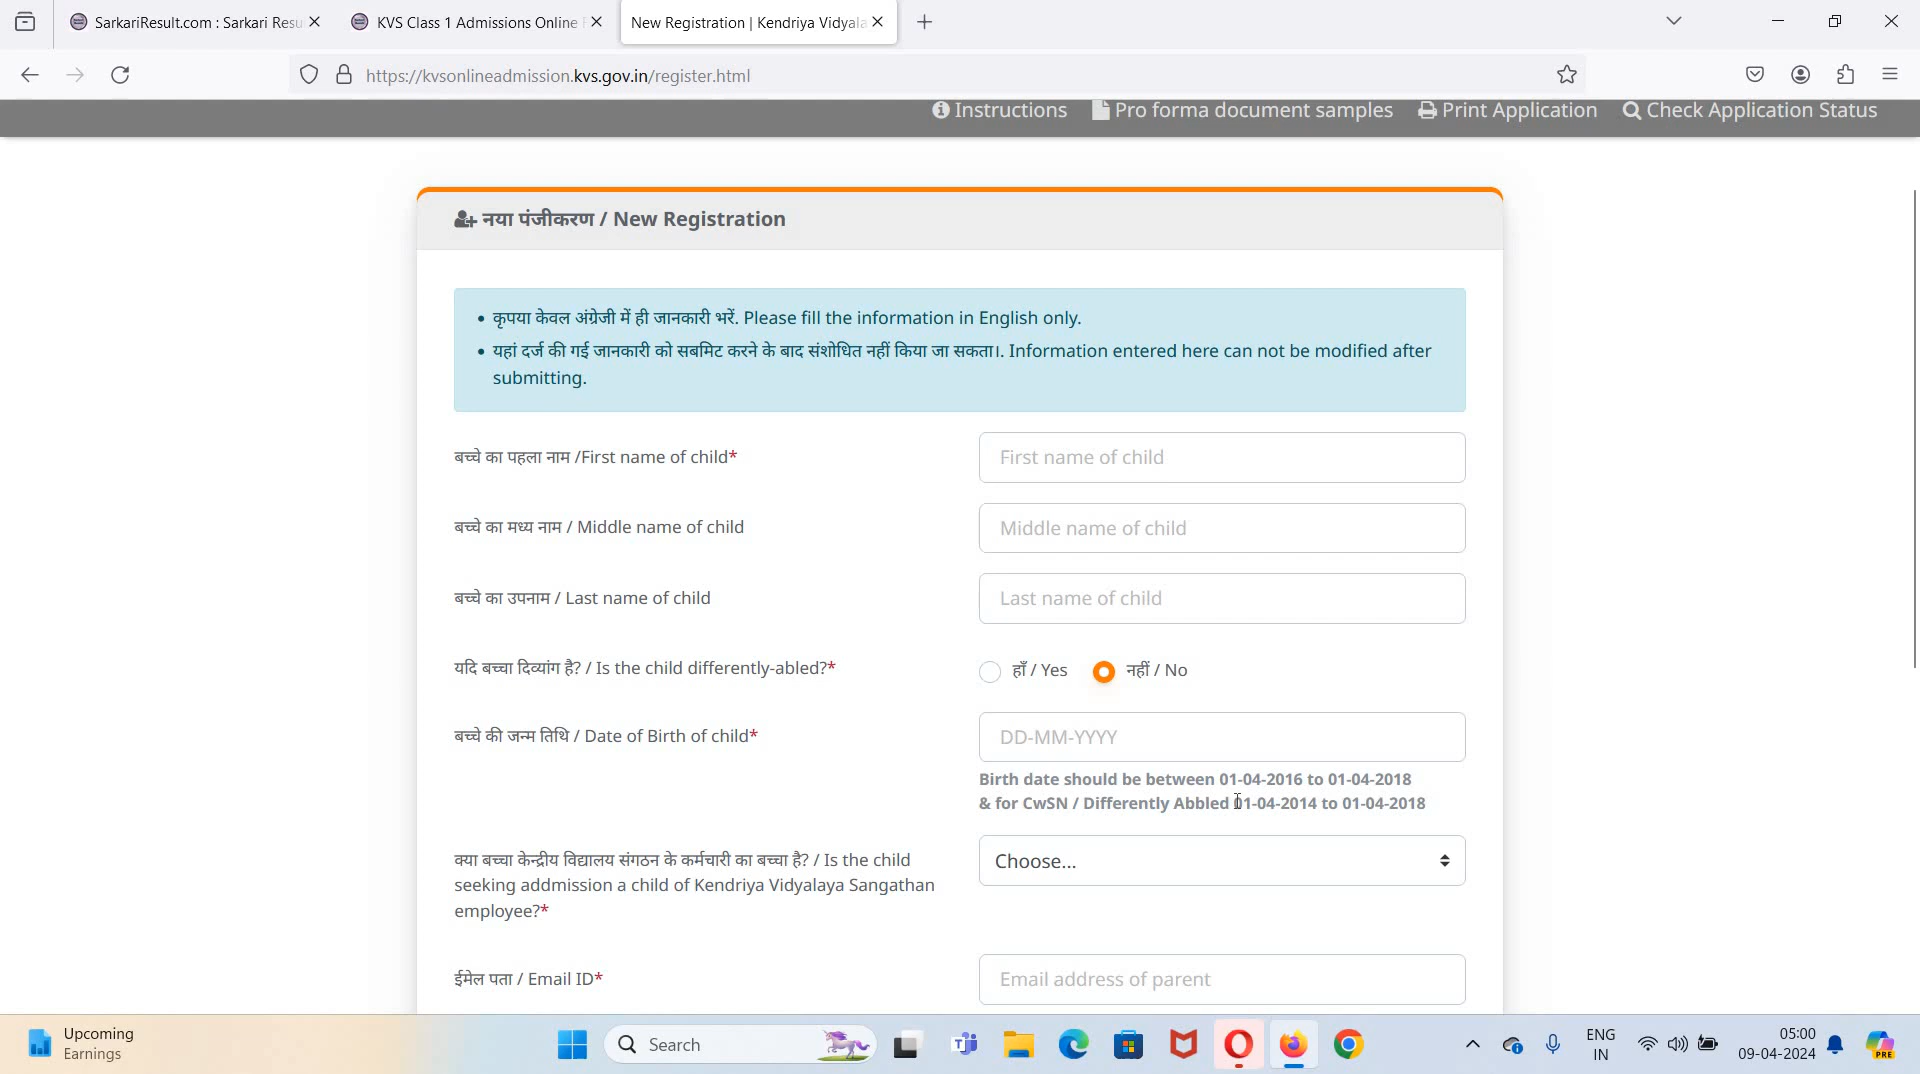 SarkariResult.com : Sarkari Resu
KVS Class 1 Admissions Online
New Registration | Kendriya Vidyala
https://kvsonlineadmission.kvs.gov.in/register.html
Instructions
Pro forma document samples
Print Application
Check Application Status
नया पंजीकरण / New Registration
• कृपया केवल अंग्रेजी में ही जानकारी भरें. Please fill the information in English only.
• यहां दर्ज की गई जानकारी को सबमिट करने के बाद संशोधित नहीं किया जा सकता।. Information entered here can not be modified after
submitting.
बच्चे का पहला नाम /First name of child*
First name of child
बच्चे का मध्य नाम / Middle name of child
Middle name of child
बच्चे का उपनाम / Last name of child
Last name of child
यदि बच्चा दिव्यांग है? / Is the child differently-abled?*
हाँ / Yes
नहीं / No
बच्चे की जन्म तिथि / Date of Birth of child*
DD-MM-YYYY
Birth date should be between 01-04-2016 to 01-04-2018
& for CwSN / Differently Abbled 01-04-2014 to 01-04-2018
क्या बच्चा केन्द्रीय विद्यालय संगठन के कर्मचारी का बच्चा है? / Is the child
seeking addmission a child of Kendriya Vidyalaya Sangathan
employee?*
Choose...
ईमेल पता / Email ID*
Email address of parent
Upcoming
Earnings
Search
ENG
IN
05:00
09-04-2024
PRE